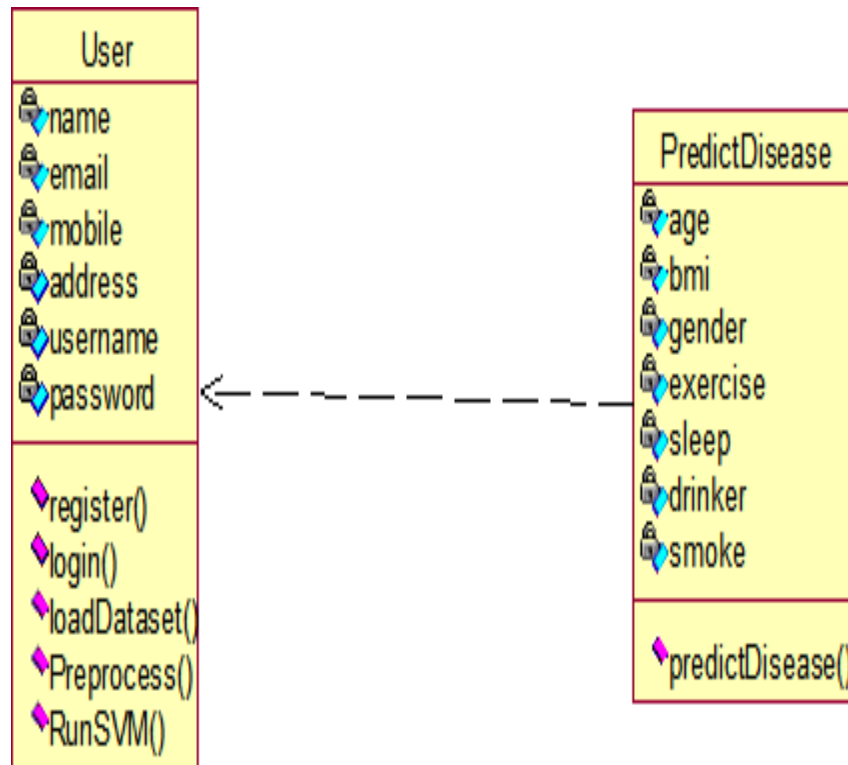 User
name
email
mobile
address
username
password
register()
login()
loadDataset()
Preprocess()
RunSVM()
PredictDisease
age
bmi
gender
exercise
sleep
drinker
smoke
predictDisease()